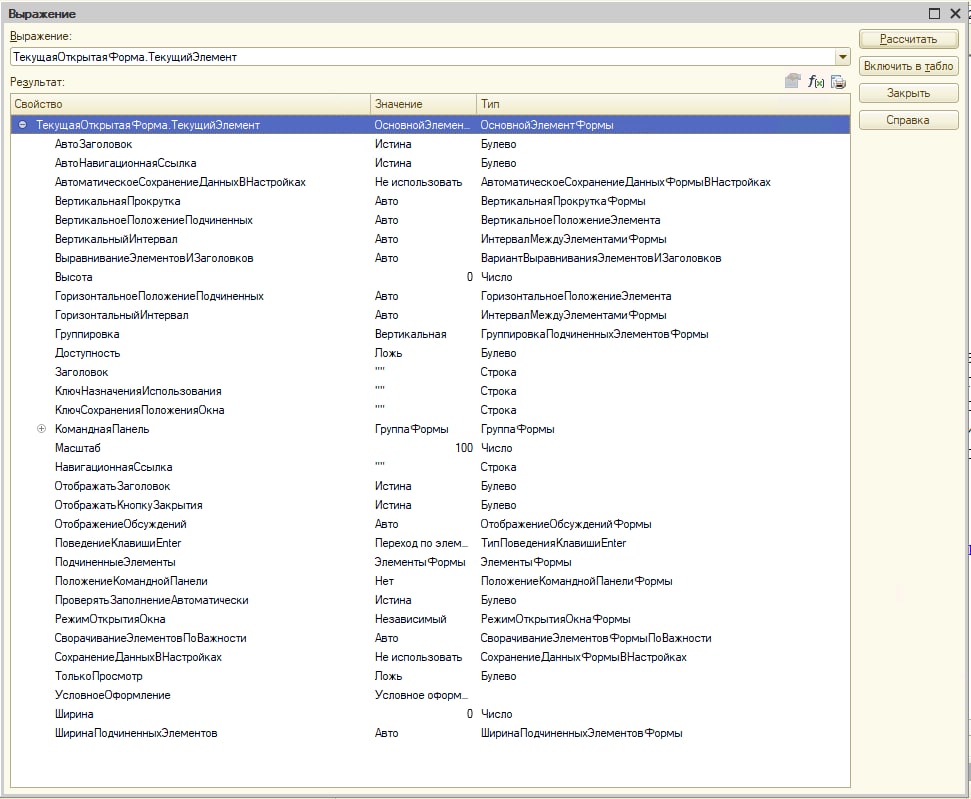 Выражение
Выражение:
ТекущаяОткрытаяФорма.ТекущийЭлемент
Рассчитать
Включить в табло
Закрыть
Справка
Результат:
Свойство Значение Тип
ТекущаяОткрытаяФорма.ТекущийЭлемент ОсновнойЭлемен... ОсновнойЭлементФормы
АвтоЗаголовок Истина Булево
АвтоНавигационнаяСсылка Истина Булево
АвтоматическоеСохранениеДанныхВНастройках Не использовать АвтоматическоеСохранениеДанныхФормыВНастройках
ВертикальнаяПрокрутка Авто ВертикальнаяПрокруткаФормы
ВертикальноеПоложениеПодчиненных Авто ВертикальноеПоложениеЭлемента
ВертикальныйИнтервал Авто ИнтервалМеждуЭлементамиФормы
ВыравниваниеЭлементовИЗаголовков Авто ВариантВыравниванияЭлементовИЗаголовков
Высота 0 Число
ГоризонтальноеПоложениеПодчиненных Авто ГоризонтальноеПоложениеЭлемента
ГоризонтальныйИнтервал Авто ИнтервалМеждуЭлементамиФормы
Группировка Вертикальная ГруппировкаПодчиненныхЭлементовФормы
Доступность Ложь Булево
Заголовок "" Строка
КлючНазначенияИспользования "" Строка
КлючСохраненияПоложенияОкна "" Строка
КоманднаяПанель ГруппаФормы ГруппаФормы
Масштаб 100 Число
НавигационнаяСсылка "" Строка
ОтображатьЗаголовок Истина Булево
ОтображатьКнопкуЗакрытия Истина Булево
ОтображениеОбсуждений Авто ОтображениеОбсужденийФормы
ПоведениеКлавишиEnter Переход по элем... ТипПоведенияКлавишиEnter
ПодчиненныеЭлементы ЭлементыФормы ЭлементыФормы
ПоложениеКоманднойПанели Нет ПоложениеКоманднойПанелиФормы
ПроверятьЗаполнениеАвтоматически Истина Булево
РежимОткрытияОкна Независимый РежимОткрытияОкнаФормы
СворачиваниеЭлементовПоВажности Авто СворачиваниеЭлементовФормыПоВажности
СохранениеДанныхВНастройках Не использовать СохранениеДанныхФормыВНастройках
ТолькоПросмотр Ложь Булево
УсловноеОформление Условное оформ...
Ширина 0 Число
ШиринаПодчиненныхЭлементов Авто ШиринаПодчиненныхЭлементовФормы